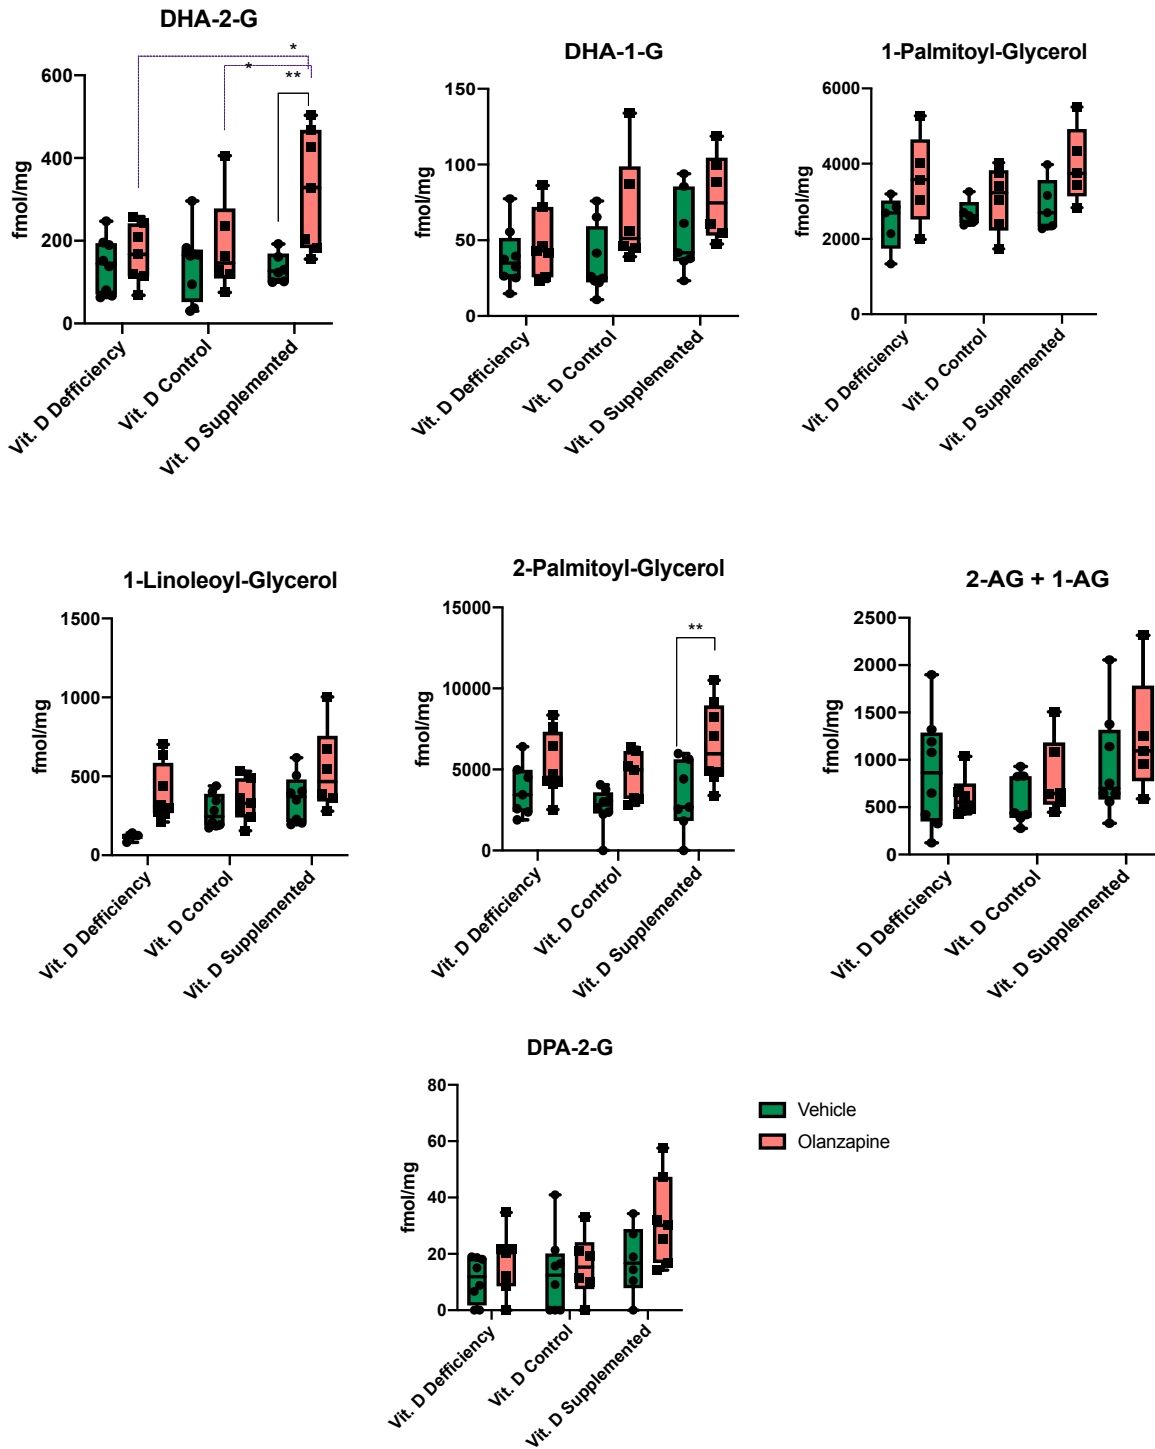 DHA-2-G
*
*
**
600
400
200
0
fmol/mg
Vit. D Defficiency
Vit. D Control
Vit. D Supplemented
DHA-1-G
150
100
50
0
fmol/mg
Vit. D Defficiency
Vit. D Control
Vit. D Supplemented
1-Palmitoyl-Glycerol
6000
4000
2000
0
fmol/mg
Vit. D Defficiency
Vit. D Control
Vit. D Supplemented
1-Linoleoyl-Glycerol
1500
1000
500
0
fmol/mg
Vit. D Defficiency
Vit. D Control
Vit. D Supplemented
2-Palmitoyl-Glycerol
**
15000
10000
5000
0
fmol/mg
Vit. D Defficiency
Vit. D Control
Vit. D Supplemented
2-AG + 1-AG
2500
2000
1500
1000
500
0
fmol/mg
Vit. D Defficiency
Vit. D Control
Vit. D Supplemented
DPA-2-G
80
60
40
20
0
fmol/mg
Vit. D Defficiency
Vit. D Control
Vit. D Supplemented
Vehicle
Olanzapine